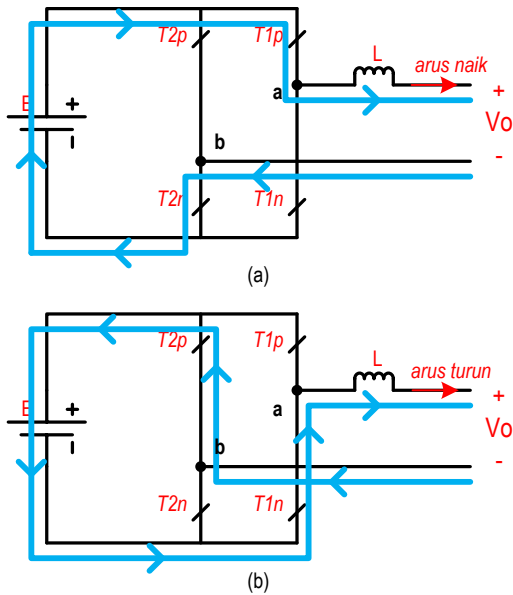 T2p T1p
L arus naik
a
E + +
Vo
b -
T2n T1n
(a)
T2p T1p
L arus turun
a
E + +
Vo
b -
T2n T1n
(b)